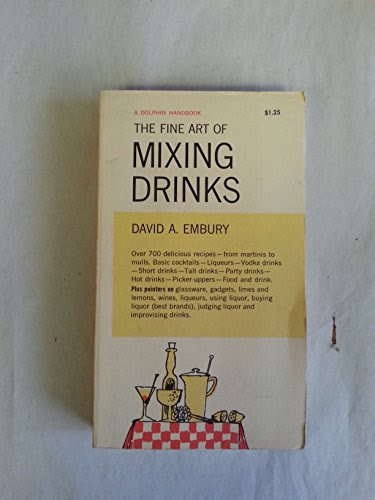 A DOLPHIN HANDBOOK $1.25
THE FINE ART OF
MIXING
DRINKS
DAVID A. EMBURY
Over 700 delicious recipes—from martinis to
mulls. Basic cocktails—Liqueurs—Vodka drinks
—Short drinks—Tall drinks—Party drinks—
Hot drinks—Picker-uppers—Food and drink.
Plus pointers on glassware, gadgets, limes and
lemons, wines, liqueurs, using liquor, buying
liquor (best brands), judging liquor and
improvising drinks.